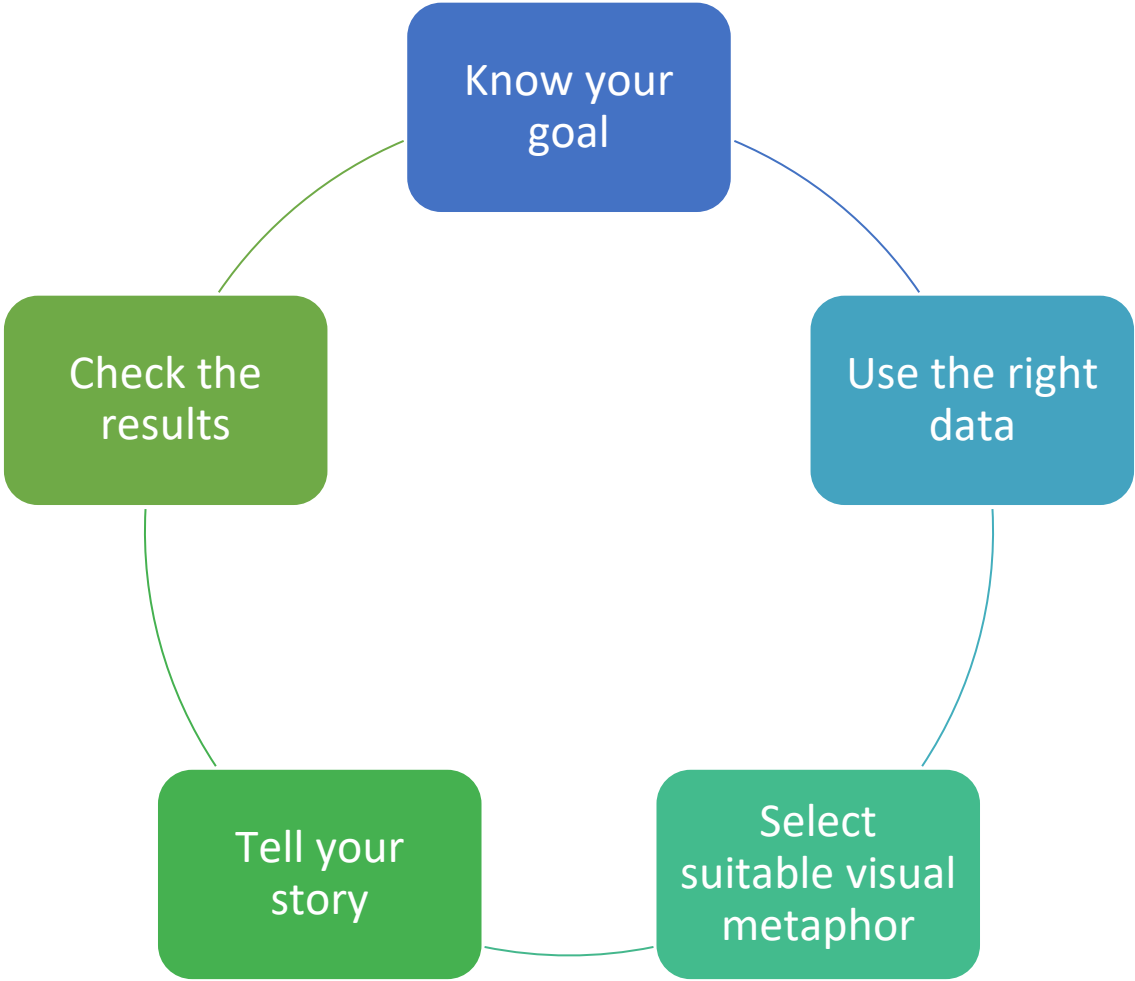 Know your
goal
Use the right
data
Select
suitable visual
metaphor
Tell your
story
Check the
results